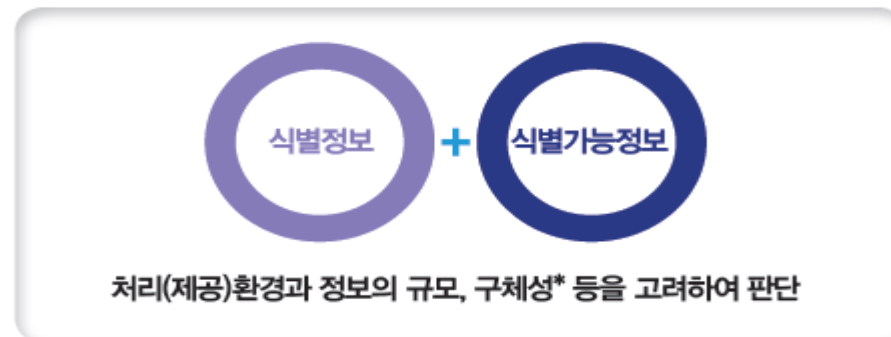 식별정보 + 식별가능정보
처리(제공)환경과 정보의 규모, 구체성* 등을 고려하여 판단